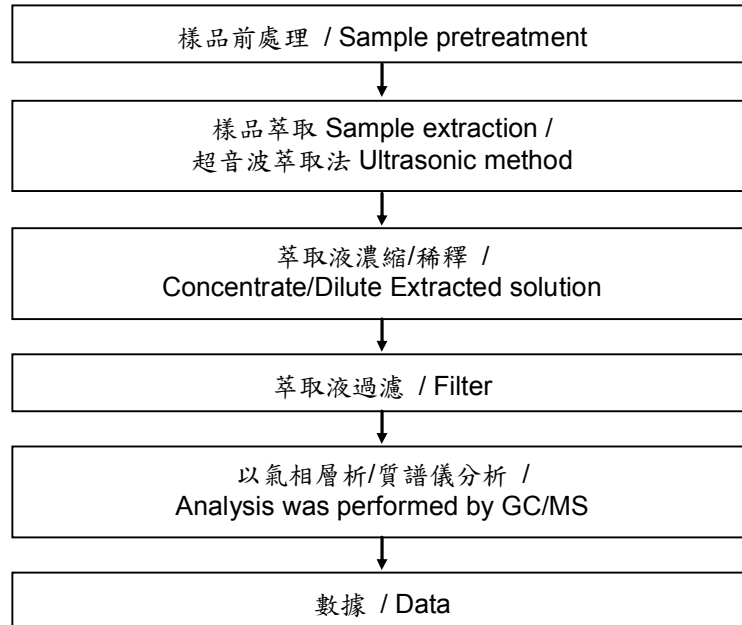 樣品前處理 / Sample pretreatment
樣品萃取 Sample extraction /
超音波萃取法 Ultrasonic method
萃取液濃縮/稀釋 /
Concentrate/Dilute Extracted solution
萃取液過濾 / Filter
以氣相層析/質譜儀分析 /
Analysis was performed by GC/MS
數據 / Data